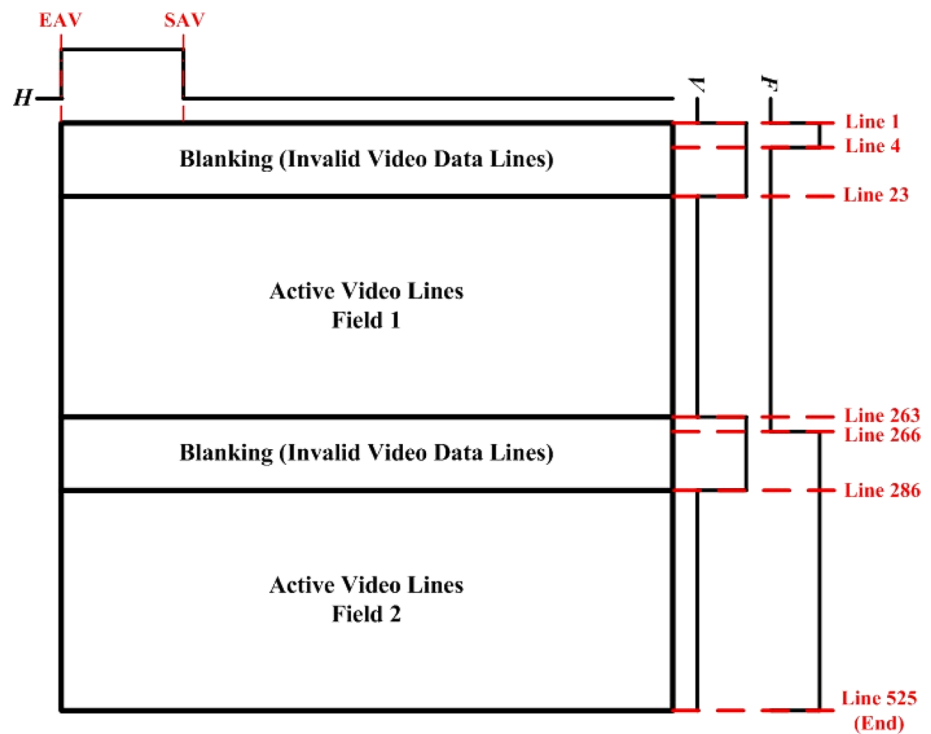 EAV SAV
H
V F
Line 1
Line 4
Blanking (Invalid Video Data Lines)
Line 23
Active Video Lines
Field 1
Line 263
Line 266
Blanking (Invalid Video Data Lines)
Line 286
Active Video Lines
Field 2
Line 525
(End)